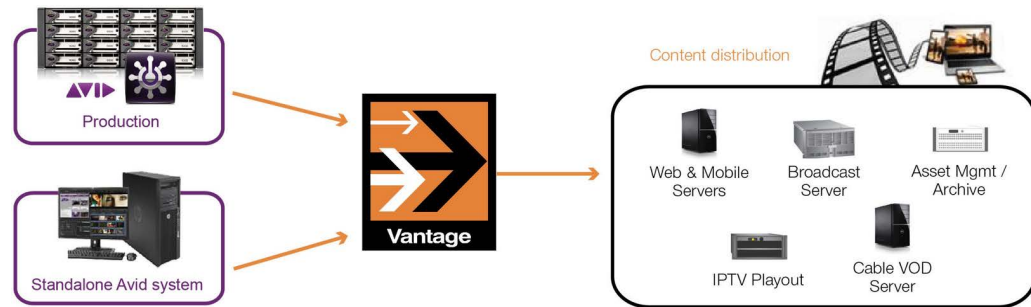 AVID
Production
Standalone Avid system
Vantage
Content distribution
Web & Mobile
Servers
Broadcast
Server
Asset Mgmt /
Archive
IPTV Playout
Cable VOD
Server